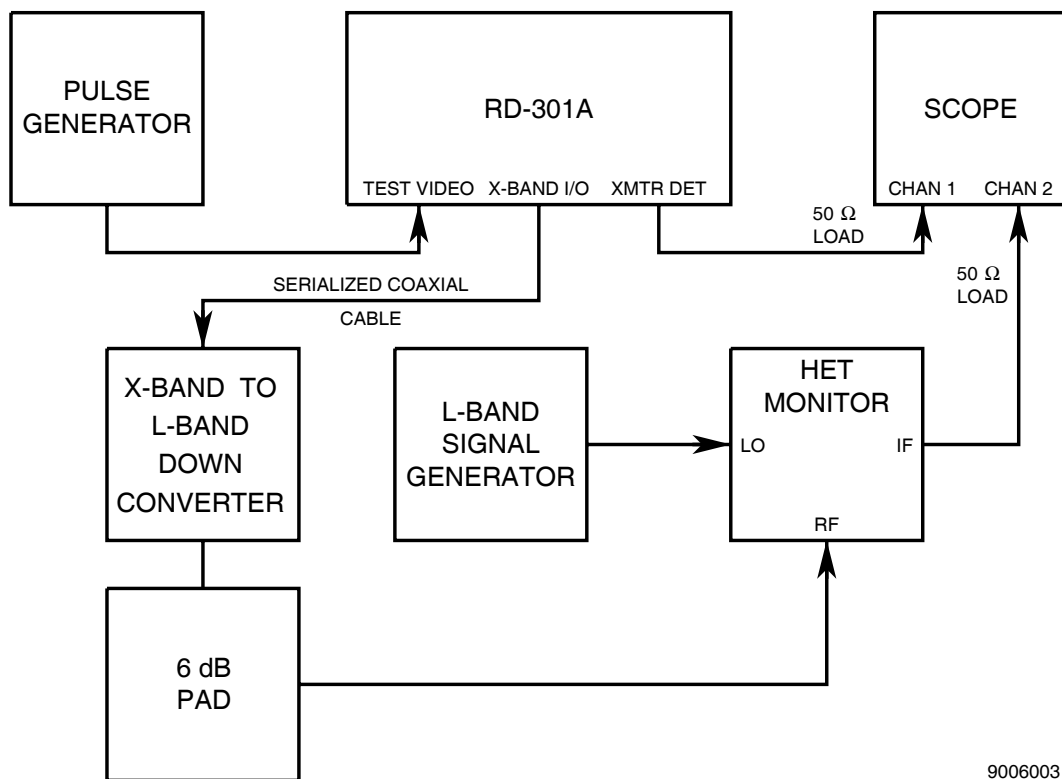 PULSE
GENERATOR
RD-301A
TEST VIDEO X-BAND I/O XMTR DET
SCOPE
CHAN 1 CHAN 2
50 Ω
LOAD
50 Ω
LOAD
SERIALIZED COAXIAL
CABLE
X-BAND TO
L-BAND
DOWN
CONVERTER
L-BAND
SIGNAL
GENERATOR
HET
MONITOR
LO IF
RF
6 dB
PAD
9006003